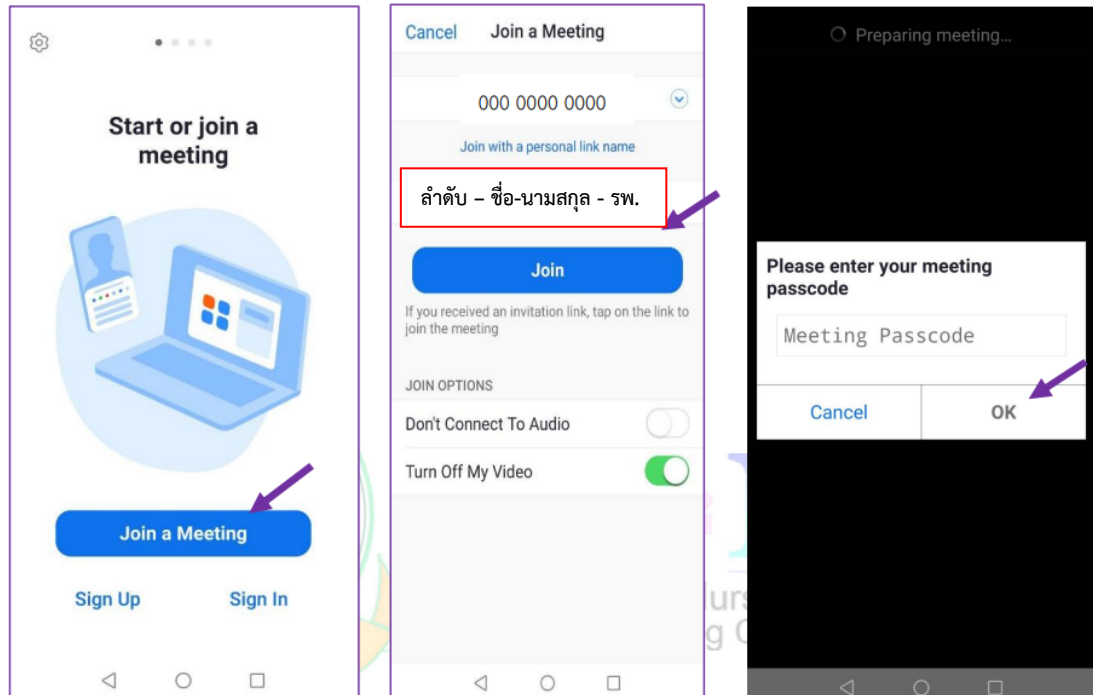 Start or join a
meeting
Join a Meeting
Sign Up
Sign In
Cancel
Join a Meeting
000 0000 0000
Join with a personal link name
ลำดับ – ชื่อ-นามสกุล - รพ.
Join
If you received an invitation link, tap on the link to
join the meeting
JOIN OPTIONS
Don't Connect To Audio
Turn Off My Video
Preparing meeting...
Please enter your meeting
passcode
Meeting Passcode
Cancel
OK